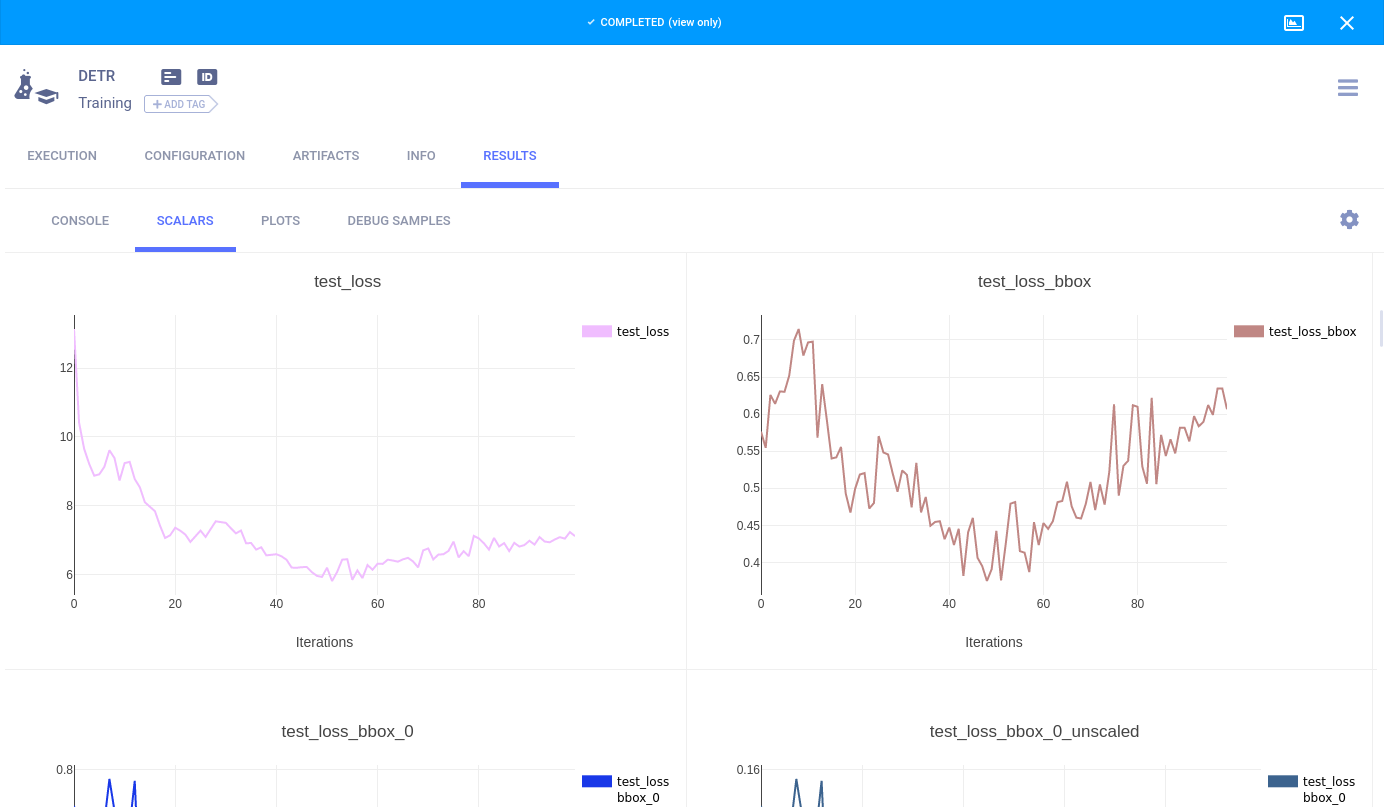 COMPLETED (view only)
DETR
ID
Training
ADD TAG
EXECUTION CONFIGURATION ARTIFACTS INFO RESULTS
CONSOLE SCALARS PLOTS DEBUG SAMPLES
test_loss
test_loss
12
10
8
6
0 20 40 60 80
Iterations
test_loss_bbox
test_loss_bbox
0.7
0.65
0.6
0.55
0.5
0.45
0.4
0 20 40 60 80
Iterations
test_loss_bbox_0
0.8
test_loss
bbox_0
test_loss_bbox_0_unscaled
0.16
test_loss
bbox_0